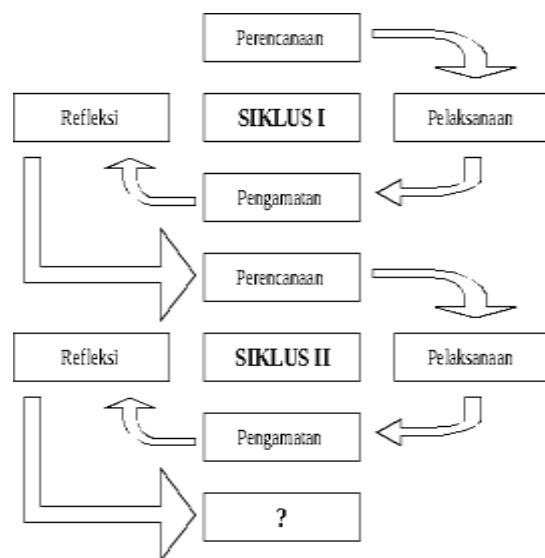 Perencanaan
Refleksi
SIKLUS I
Pelaksanaan
Pengamatan
Perencanaan
Refleksi
SIKLUS II
Pelaksanaan
Pengamatan
?